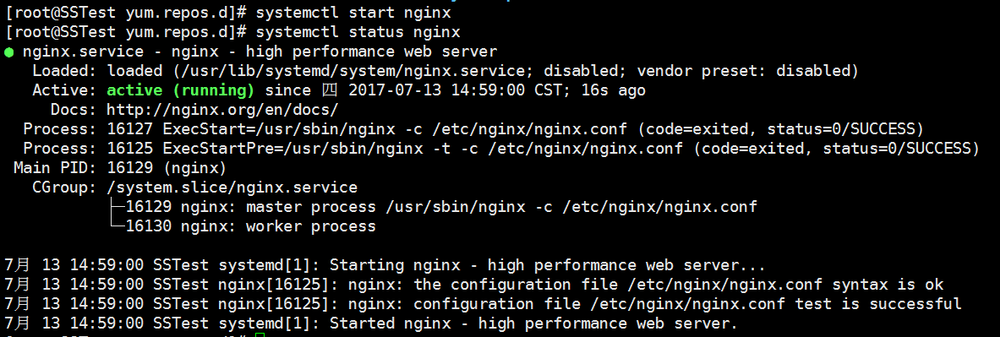 [root@SSTest yum.repos.d]# systemctl start nginx
[root@SSTest yum.repos.d]# systemctl status nginx
● nginx.service - nginx - high performance web server
   Loaded: loaded (/usr/lib/systemd/system/nginx.service; disabled; vendor preset: disabled)
   Active: active (running) since 四 2017-07-13 14:59:00 CST; 16s ago
     Docs: http://nginx.org/en/docs/
  Process: 16127 ExecStart=/usr/sbin/nginx -c /etc/nginx/nginx.conf (code=exited, status=0/SUCCESS)
  Process: 16125 ExecStartPre=/usr/sbin/nginx -t -c /etc/nginx/nginx.conf (code=exited, status=0/SUCCESS)
 Main PID: 16129 (nginx)
   CGroup: /system.slice/nginx.service
           ├─16129 nginx: master process /usr/sbin/nginx -c /etc/nginx/nginx.conf
           └─16130 nginx: worker process

7月 13 14:59:00 SSTest systemd[1]: Starting nginx - high performance web server...
7月 13 14:59:00 SSTest nginx[16125]: nginx: the configuration file /etc/nginx/nginx.conf syntax is ok
7月 13 14:59:00 SSTest nginx[16125]: nginx: configuration file /etc/nginx/nginx.conf test is successful
7月 13 14:59:00 SSTest systemd[1]: Started nginx - high performance web server.